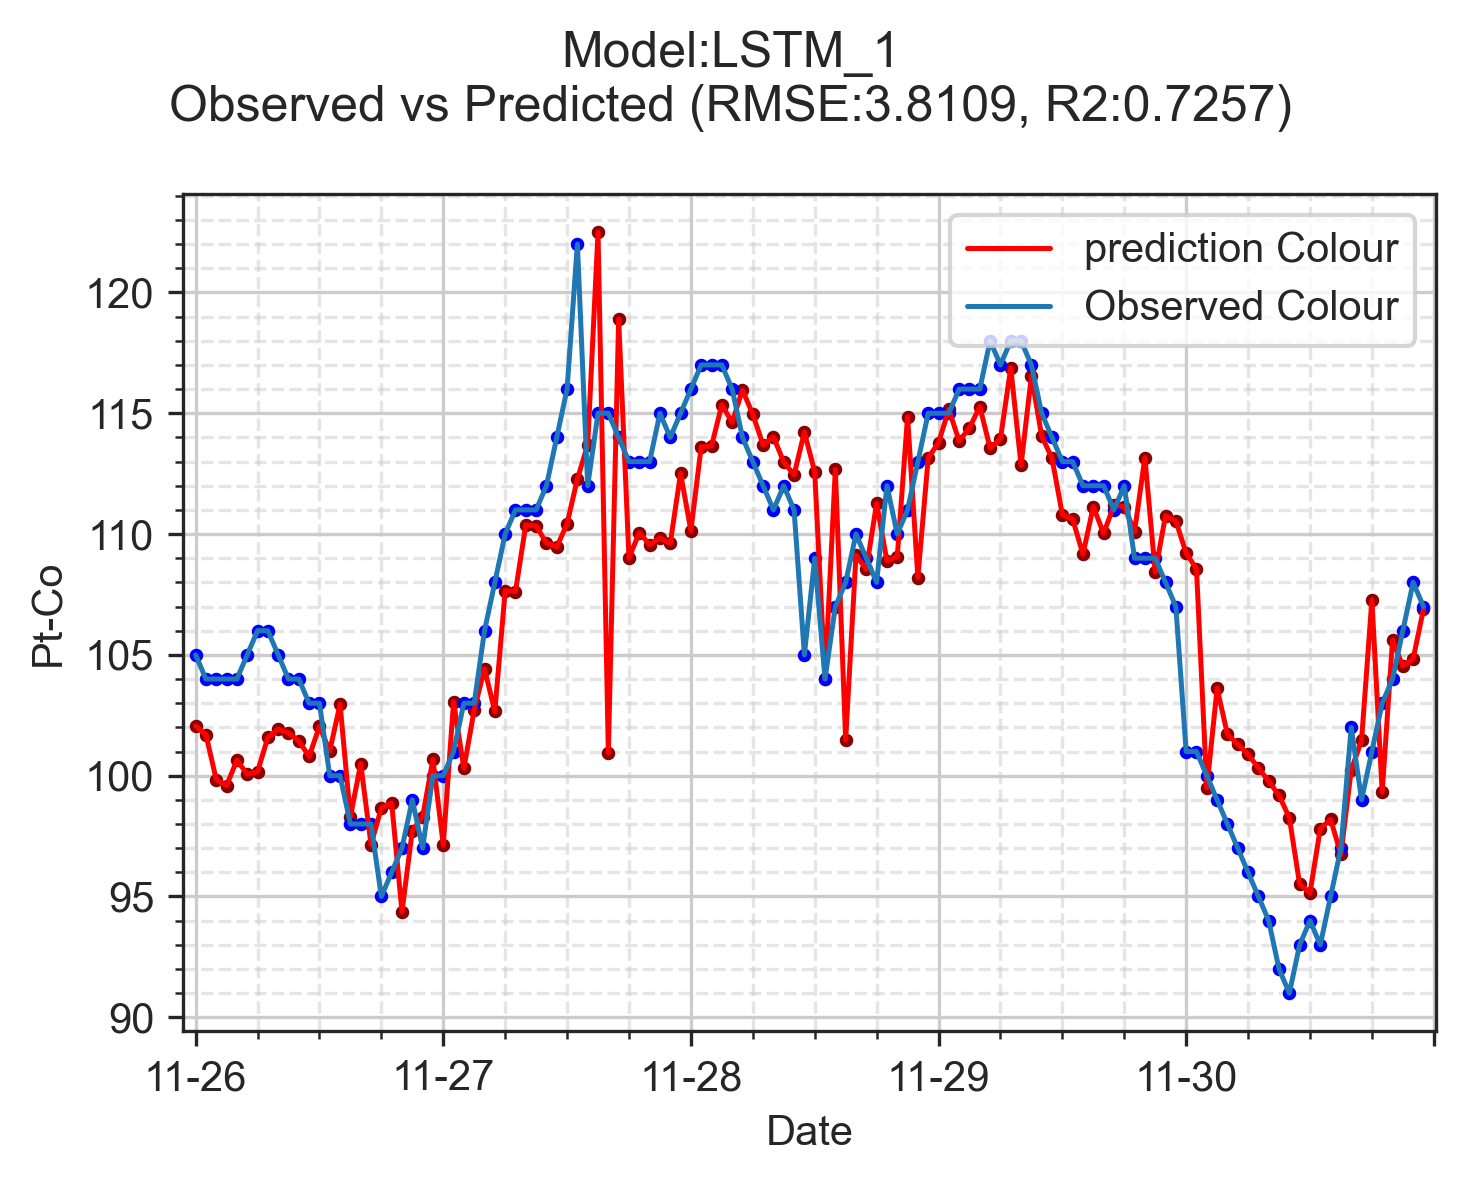 Model:LSTM_1
Observed vs Predicted (RMSE:3.8109, R2:0.7257)
prediction Colour
Observed Colour
120
115
110
105
100
95
90
Pt-Co
11-26
11-27
11-28
11-29
11-30
Date